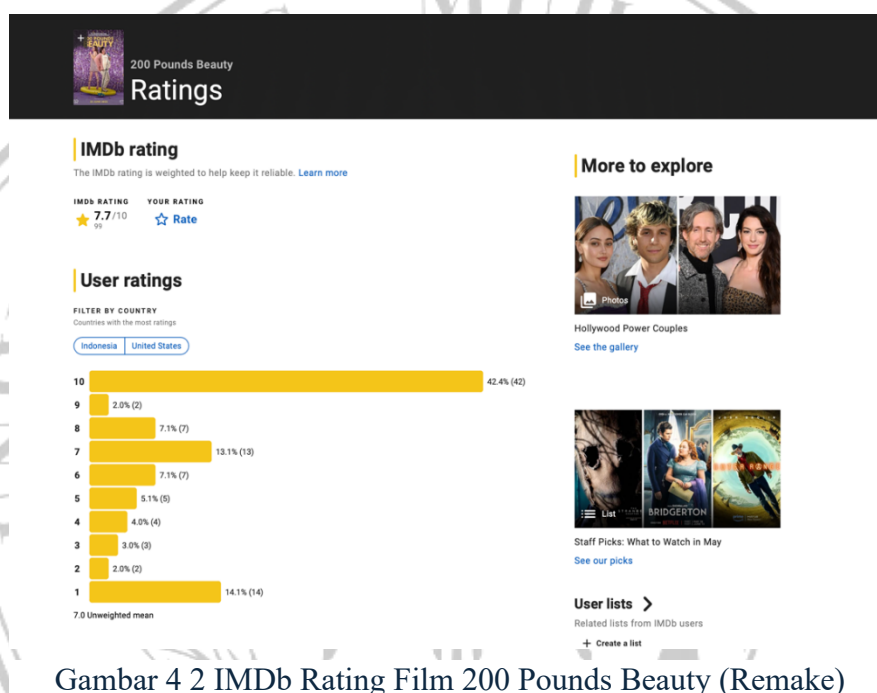 200 Pounds Beauty
Ratings
IMDb rating
The IMDb rating is weighted to help keep it reliable. Learn more
IMDb RATING
YOUR RATING
7.7/10
99
Rate
User ratings
FILTER BY COUNTRY
Countries with the most ratings
Indonesia
United States
10 42.4% (42)
9 2.0% (2)
8 7.1% (7)
7 13.1% (13)
6 7.1% (7)
5 5.1% (5)
4 4.0% (4)
3 3.0% (3)
2 2.0% (2)
1 14.1% (14)
7.0 Unweighted mean
More to explore
Photos
Hollywood Power Couples
See the gallery
List
BRIDGERTON
OUTER RANGE
Staff Picks: What to Watch in May
See our picks
User lists
Related lists from IMDb users
+ Create a list
Gambar 4 2 IMDb Rating Film 200 Pounds Beauty (Remake)